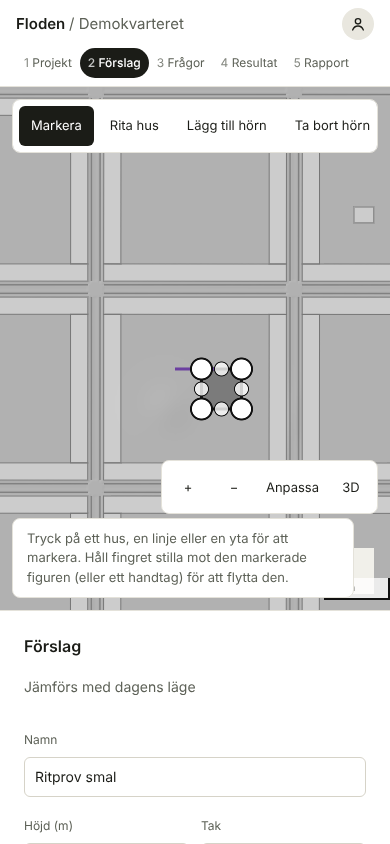 Floden / Demokvarteret
1 Projekt 2 Förslag 3 Frågor 4 Resultat 5 Rapport
Markera Rita hus Lägg till hörn Ta bort hörn
+ − Anpassa 3D
Tryck på ett hus, en linje eller en yta för att
markera. Håll fingret stilla mot den markerade
figuren (eller ett handtag) för att flytta den.
Förslag
Jämförs med dagens läge
Namn
Ritprov smal
Höjd (m) Tak